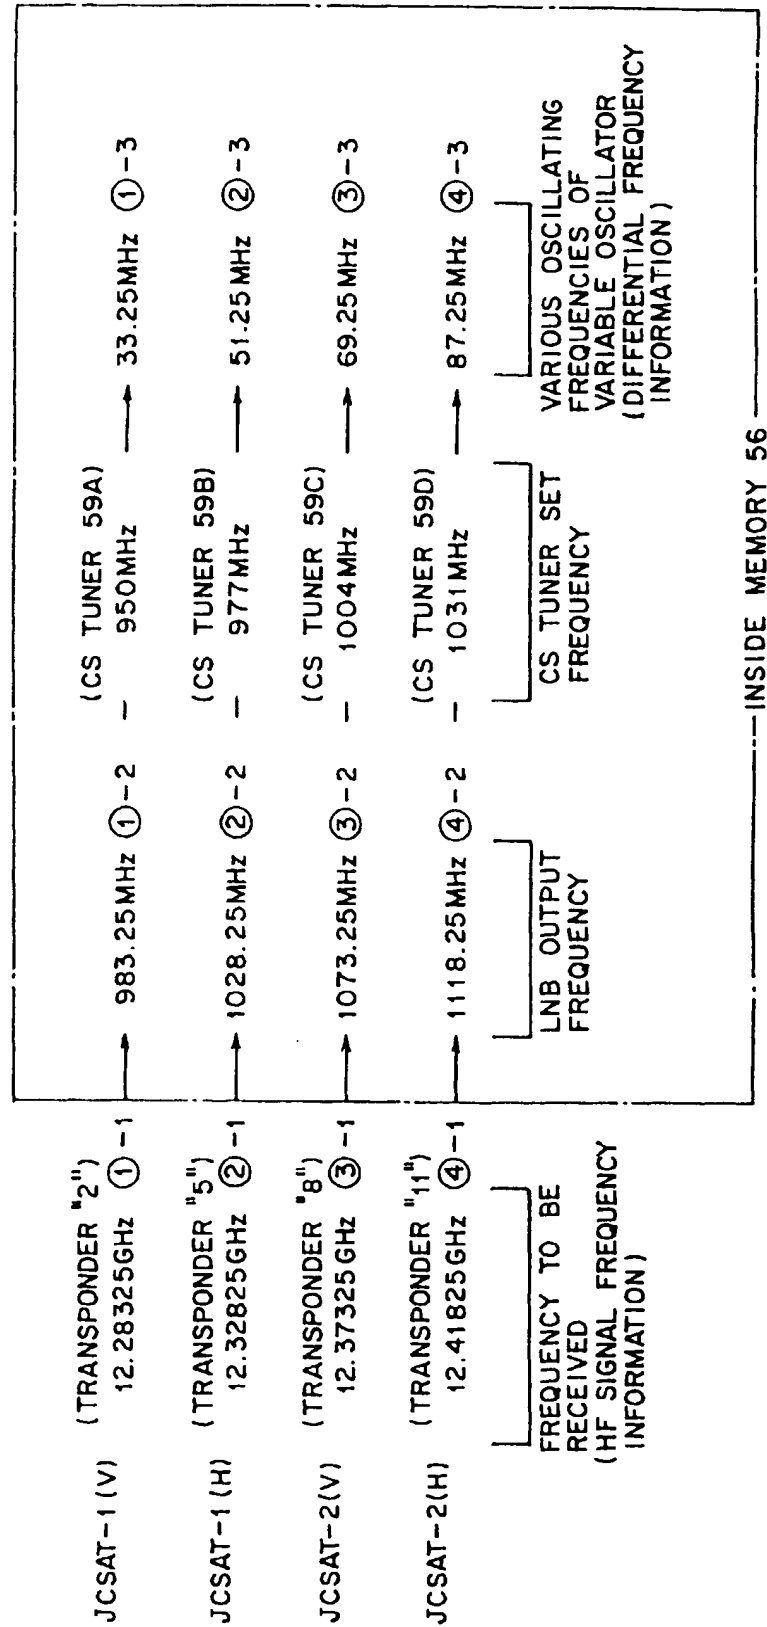 JCSAT-1 (V) (TRANSPONDER "2") 12.28325GHz ①-1 → 983.25MHz ①-2 — (CS TUNER 59A) 950MHz → 33.25MHz ①-3
JCSAT-1 (H) (TRANSPONDER "5") 12.32825GHz ②-1 → 1028.25MHz ②-2 — (CS TUNER 59B) 977MHz → 51.25MHz ②-3
JCSAT-2(V) (TRANSPONDER "8") 12.37325GHz ③-1 → 1073.25MHz ③-2 — (CS TUNER 59C) 1004MHz → 69.25MHz ③-3
JCSAT-2(H) (TRANSPONDER "11") 12.41825GHz ④-1 → 1118.25MHz ④-2 — (CS TUNER 59D) 1031MHz → 87.25MHz ④-3
FREQUENCY TO BE
RECEIVED
(HF SIGNAL FREQUENCY
INFORMATION)
LNB OUTPUT
FREQUENCY
CS TUNER SET
FREQUENCY
VARIOUS OSCILLATING
FREQUENCIES OF
VARIABLE OSCILLATOR
(DIFFERENTIAL FREQUENCY
INFORMATION)
INSIDE MEMORY 56